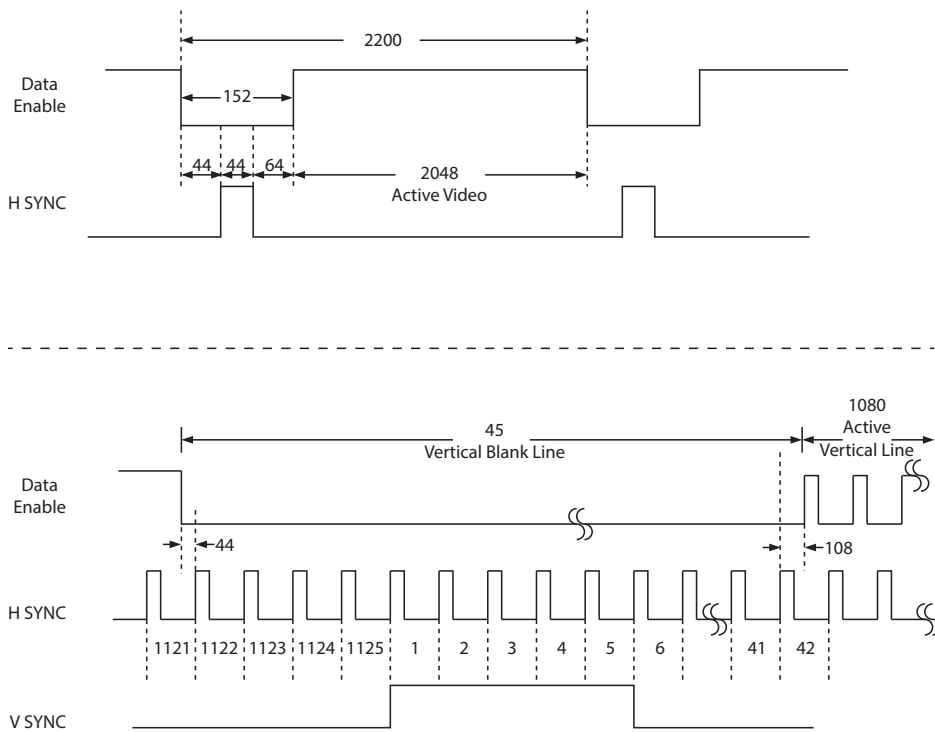 2200
Data
Enable
152
44 44 64
2048
Active Video
H SYNC
1080
Active
Vertical Line
45
Vertical Blank Line
Data
Enable
44
108
H SYNC
1121 1122 1123 1124 1125 1 2 3 4 5 6 41 42
V SYNC